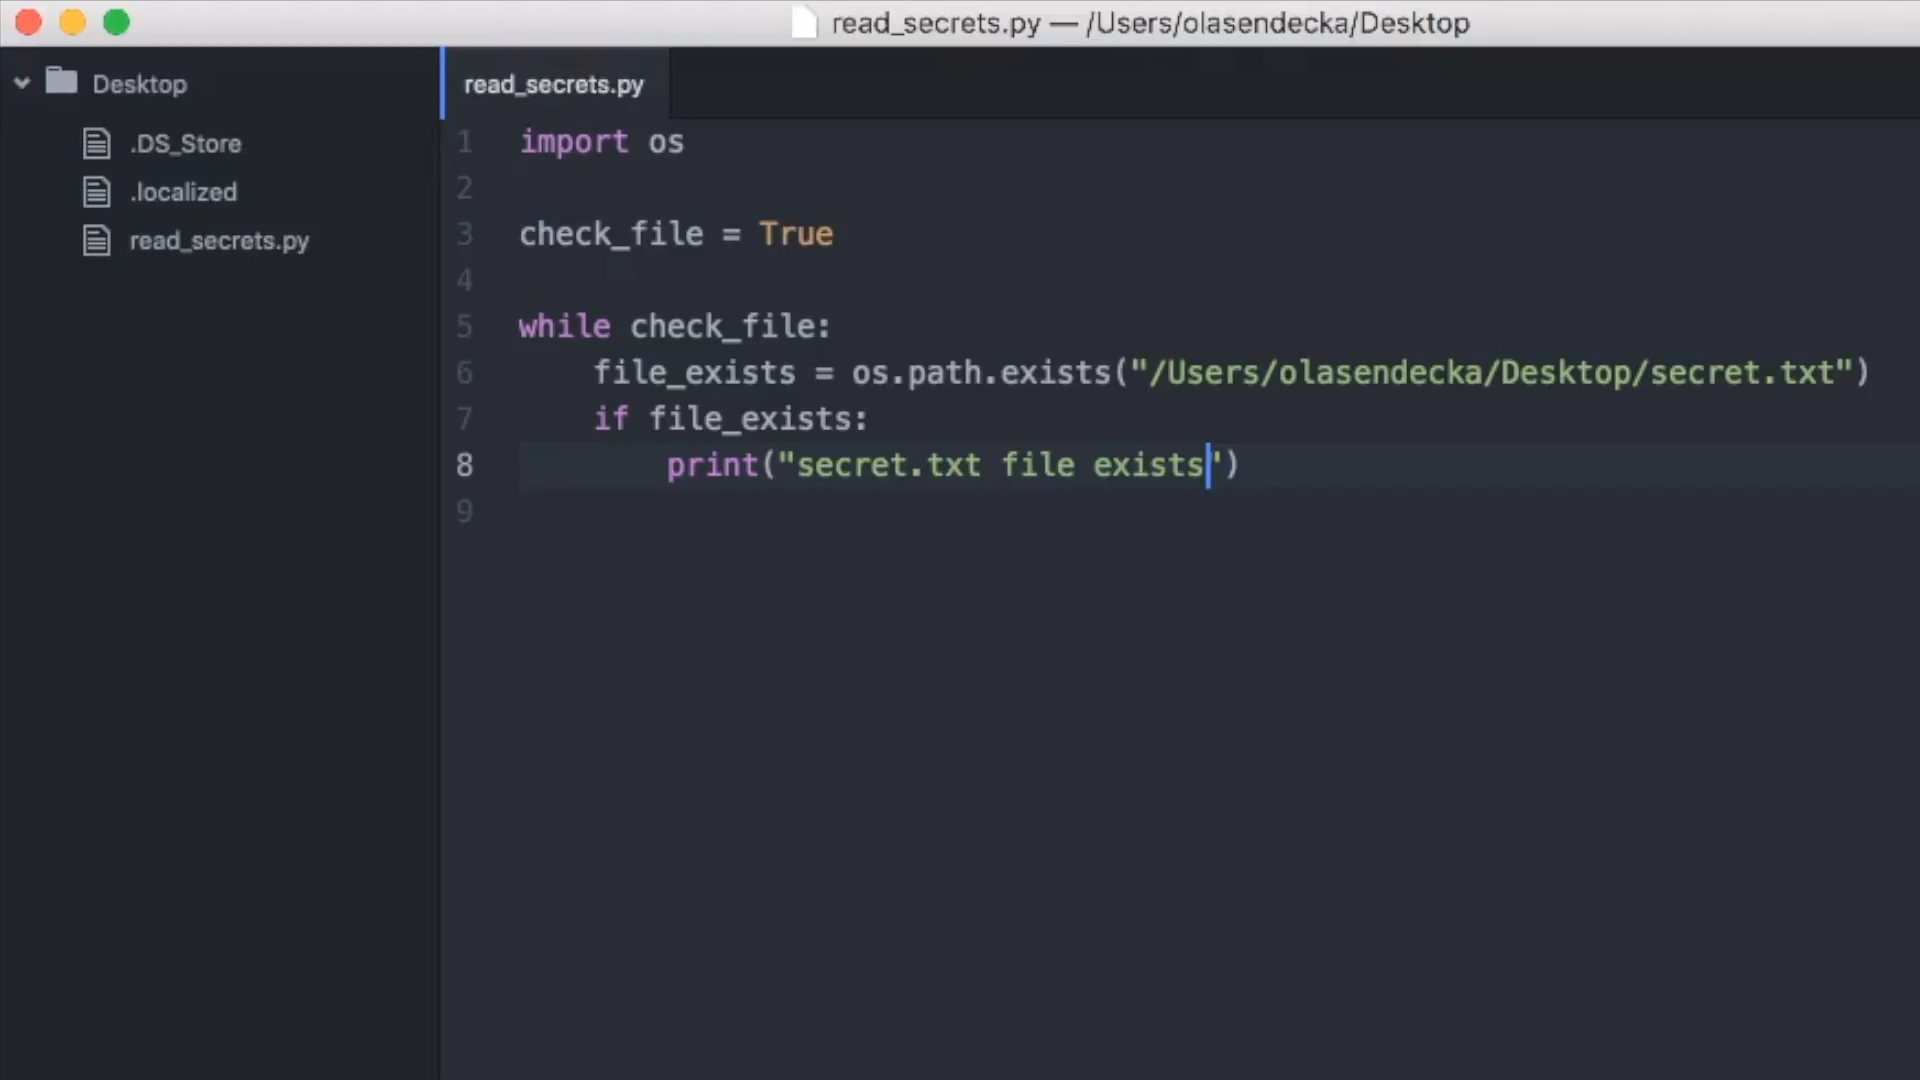 read_secrets.py — /Users/olasendecka/Desktop
Desktop
.DS_Store
.localized
read_secrets.py
read_secrets.py
1 import os
2
3 check_file = True
4
5 while check_file:
6 file_exists = os.path.exists("/Users/olasendecka/Desktop/secret.txt")
7 if file_exists:
8 print("secret.txt file exists")
9